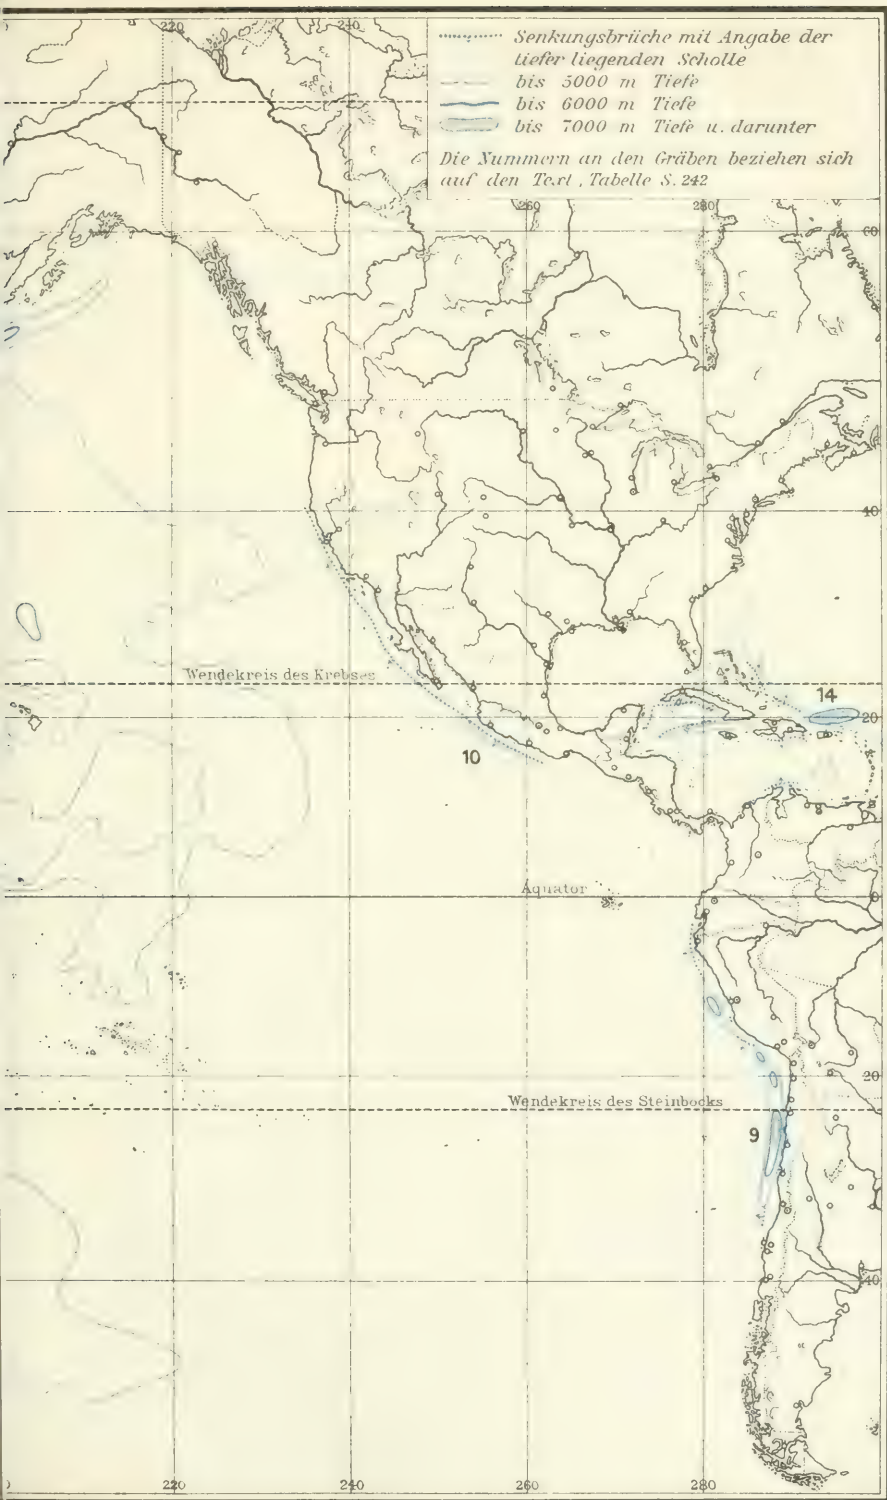 220 240
Senkungsbrüche mit Angabe der
tiefer liegenden Scholle
bis 5000 m Tiefe
bis 6000 m Tiefe
bis 7000 m Tiefe u. darunter
Die Nummern an den Gräben beziehen sich
auf den Text, Tabelle S. 242
260 280
60
40
Wendekreis des Krebses
14
20
10
Äquator
0
20
Wendekreis des Steinbocks
9
40
220 240 260 280